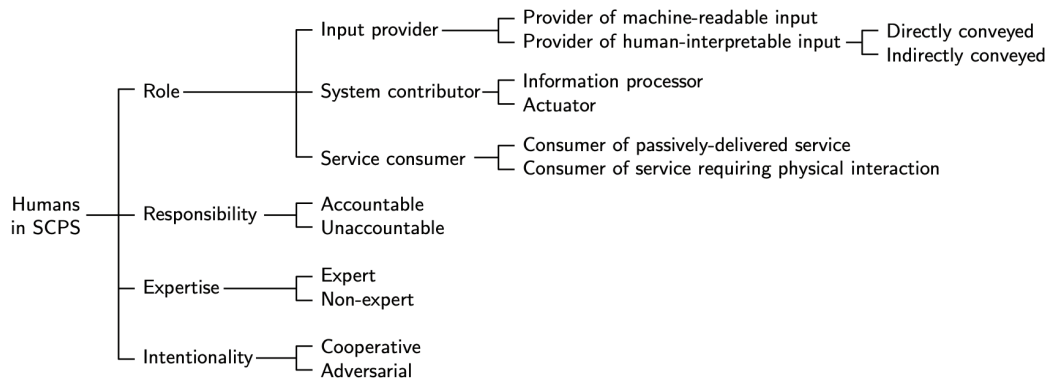 Humans
in SCPS
Role
Input provider
Provider of machine-readable input
Provider of human-interpretable input
Directly conveyed
Indirectly conveyed
System contributor
Information processor
Actuator
Service consumer
Consumer of passively-delivered service
Consumer of service requiring physical interaction
Responsibility
Accountable
Unaccountable
Expertise
Expert
Non-expert
Intentionality
Cooperative
Adversarial